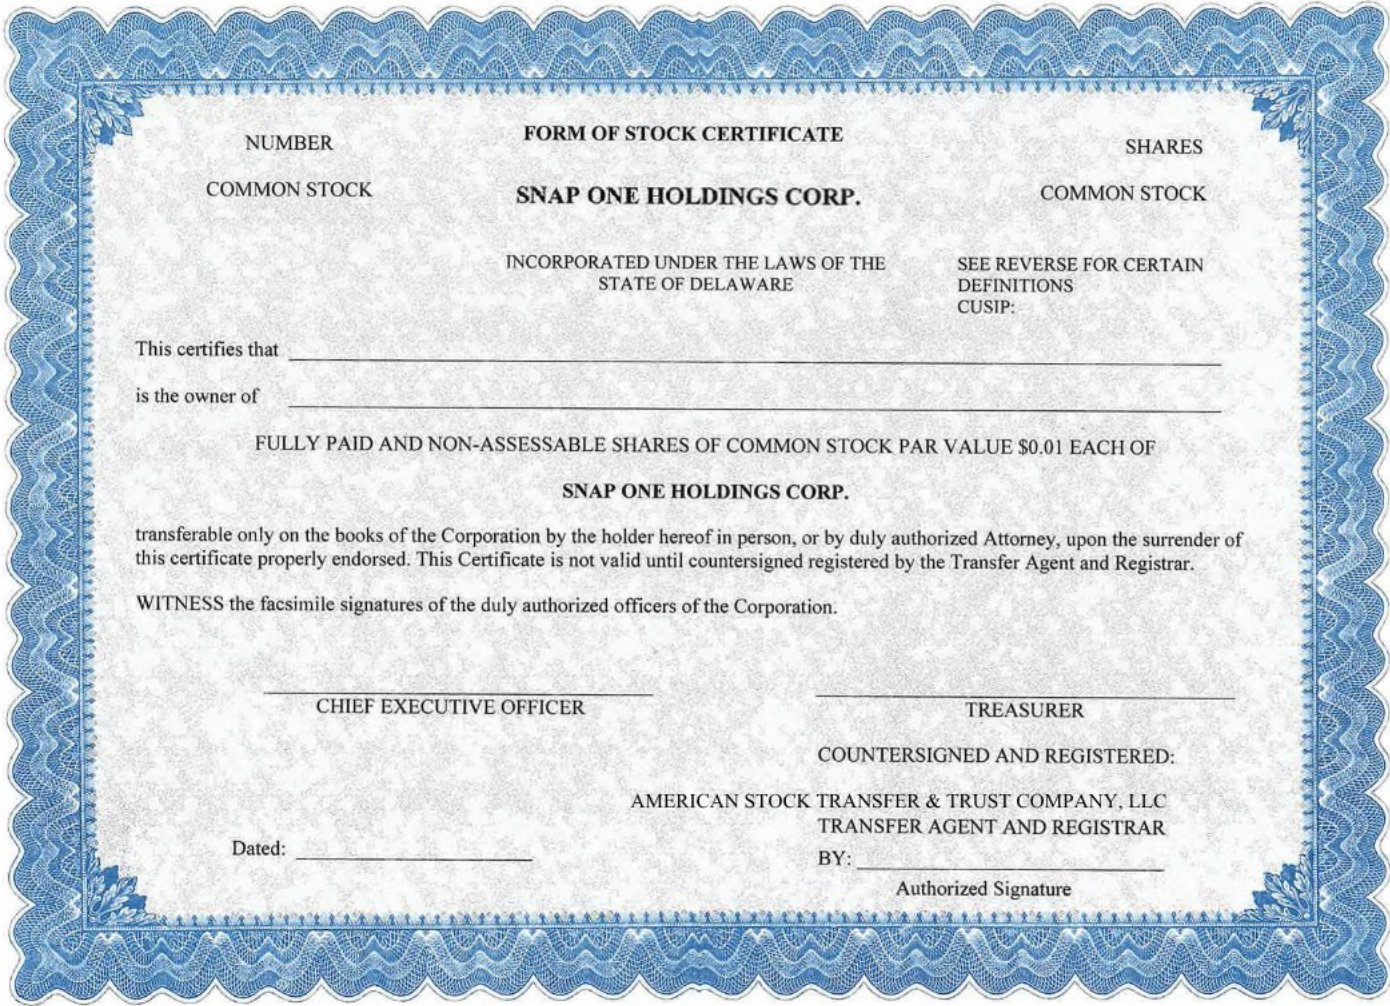 FORM OF STOCK CERTIFICATE
NUMBER
SHARES
COMMON STOCK
SNAP ONE HOLDINGS CORP.
COMMON STOCK
INCORPORATED UNDER THE LAWS OF THE
STATE OF DELAWARE
SEE REVERSE FOR CERTAIN
DEFINITIONS
CUSIP:
This certifies that
is the owner of
FULLY PAID AND NON-ASSESSABLE SHARES OF COMMON STOCK PAR VALUE $0.01 EACH OF
SNAP ONE HOLDINGS CORP.
transferable only on the books of the Corporation by the holder hereof in person, or by duly authorized Attorney, upon the surrender of
this certificate properly endorsed. This Certificate is not valid until countersigned registered by the Transfer Agent and Registrar.
WITNESS the facsimile signatures of the duly authorized officers of the Corporation.
CHIEF EXECUTIVE OFFICER
TREASURER
COUNTERSIGNED AND REGISTERED:
AMERICAN STOCK TRANSFER & TRUST COMPANY, LLC
TRANSFER AGENT AND REGISTRAR
Dated:
BY:
Authorized Signature